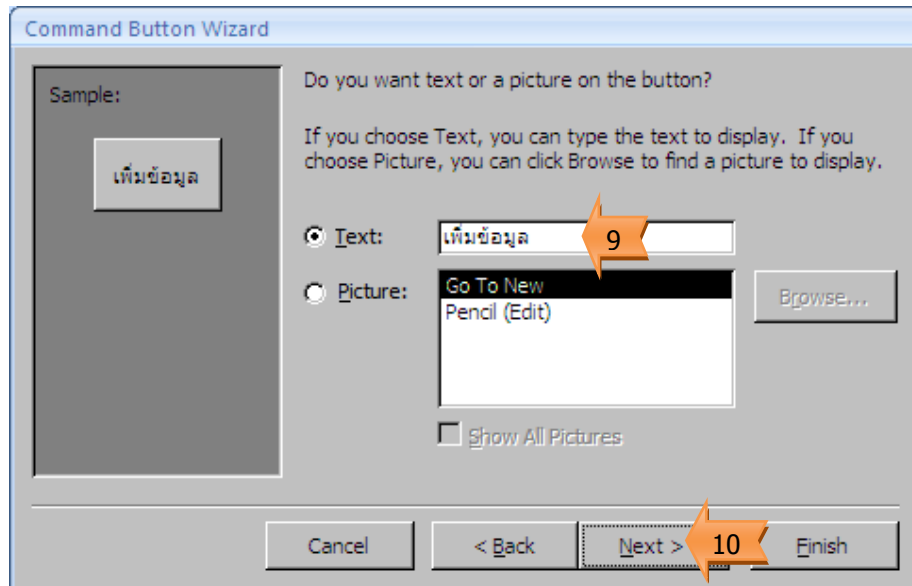 Command Button Wizard
Sample:
เพิ่มข้อมูล
Do you want text or a picture on the button?
If you choose Text, you can type the text to display. If you
choose Picture, you can click Browse to find a picture to display.
Text:
เพิ่มข้อมูล
9
Picture:
Go To New
Pencil (Edit)
Browse...
Show All Pictures
Cancel
< Back
Next >
10
Finish